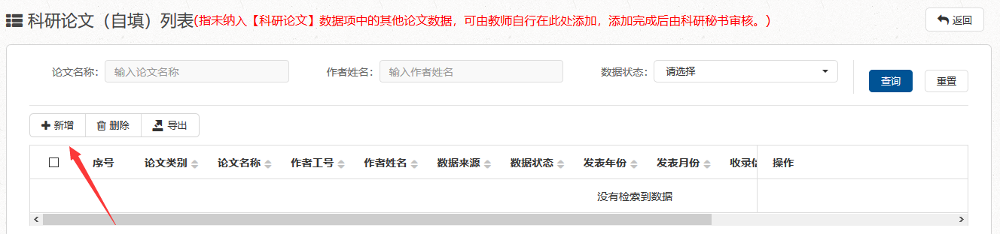 科研论文（自填）列表(指未纳入【科研论文】数据项中的其他论文数据，可由教师自行在此处添加，添加完成后由科研秘书审核。)
返回
论文名称： 输入论文名称 作者姓名： 输入作者姓名 数据状态： 请选择 查询 重置
新增 删除 导出
序号 论文类别 论文名称 作者工号 作者姓名 数据来源 数据状态 发表年份 发表月份 收录 操作
没有检索到数据